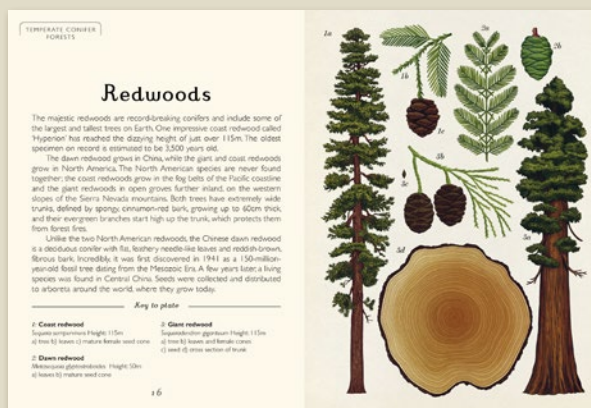 TEMPERATE CONIFER
FORESTS
Redwoods
The majestic redwoods are record-breaking conifers and include some of
the largest and tallest trees on Earth. One impressive coast redwood called
'Hyperion' has reached the dizzying height of just over 115m. The oldest
specimen on record is estimated to be 3,500 years old.
The dawn redwood grows in China, while the giant and coast redwoods
grow in North America. The North American species are never found
together; the coast redwoods grow in the fog belts of the Pacific coastline
and the giant redwoods in open groves further inland, on the western
slopes of the Sierra Nevada mountains. Both trees have extremely wide
trunks, defined by spongy, cinnamon-red bark, growing up to 60cm thick,
and their evergreen branches start high up the trunk, which protects them
from forest fires.
Unlike the two North American redwoods, the Chinese dawn redwood
is a deciduous conifer with flat, feathery needle-like leaves and reddish-brown,
fibrous bark. Incredibly, it was first discovered in 1941 as a 150-million-
year-old fossil tree dating from the Mesozoic Era. A few years later, a living
species was found in Central China. Seeds were collected and distributed
to arboreta around the world, where they grow today.
Key to plate
1: Coast redwood
Sequoia sempervirens Height: 115m
a) tree b) leaves c) mature female seed cone
2: Dawn redwood
Metasequoia glyptostroboides Height: 50m
a) leaves b) mature seed cone
3: Giant redwood
Sequoiadendron giganteum Height: 115m
a) tree b) leaves and female cones
c) seed d) cross section of trunk
16
1a
1b
1c
2a
2b
3b
3c
3d
3a